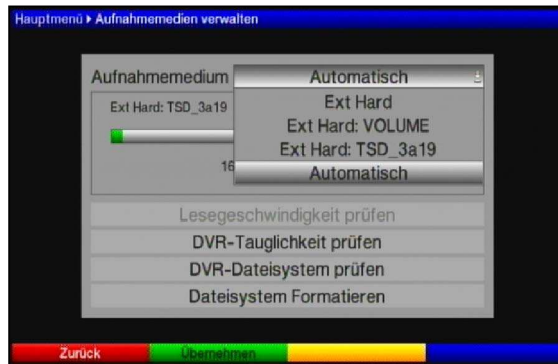 Hauptmenü ▸ Aufnahmemedien verwalten
Aufnahmemedium Automatisch
Ext Hard: TSD_3a19
Ext Hard
Ext Hard: VOLUME
Ext Hard: TSD_3a19
16
Automatisch
Lesegeschwindigkeit prüfen
DVR-Tauglichkeit prüfen
DVR-Dateisystem prüfen
Dateisystem Formatieren
Zurück Übernehmen